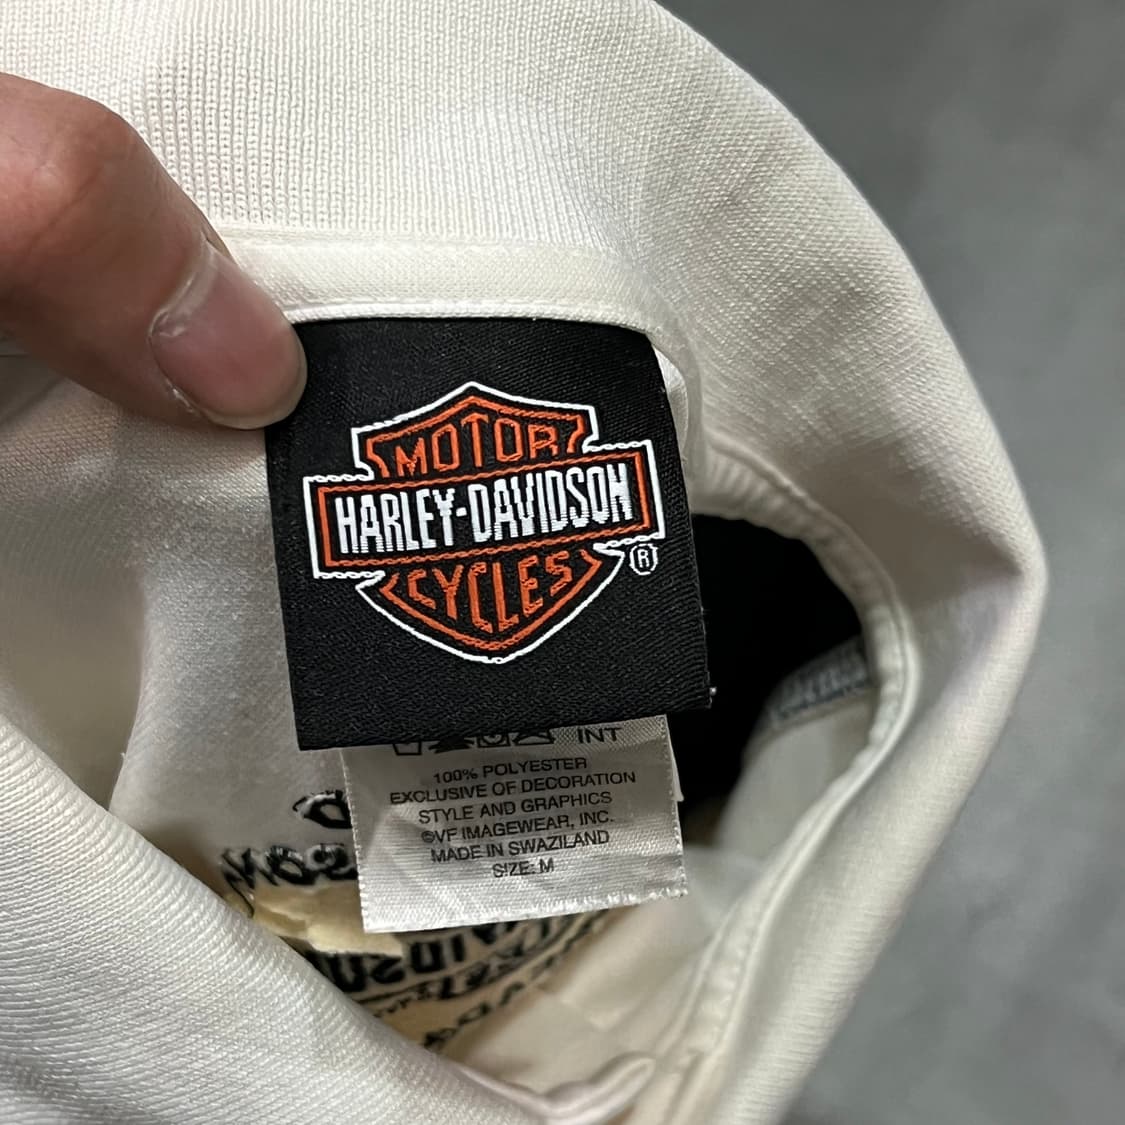 MOTOR
HARLEY-DAVIDSON
CYCLES
®
INT
100% POLYESTER
EXCLUSIVE OF DECORATION
STYLE AND GRAPHICS
©VF IMAGEWEAR, INC.
MADE IN SWAZILAND
SIZE: M